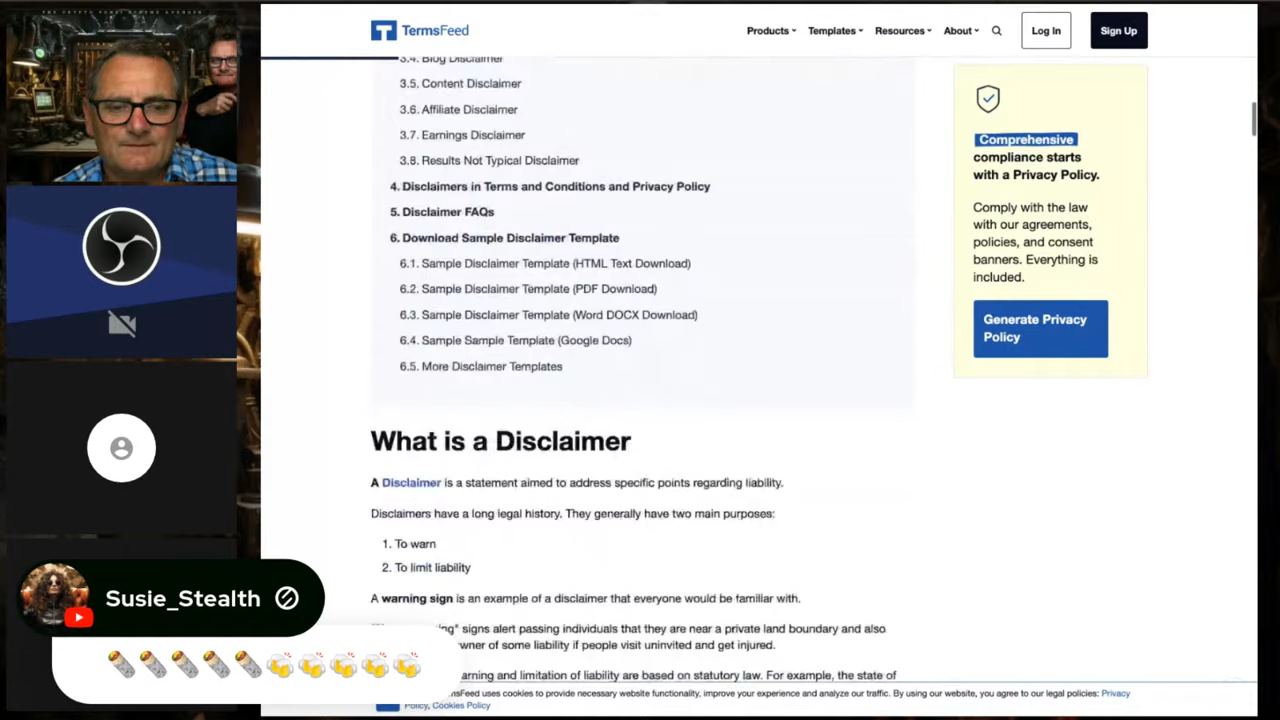 THE CRYPTO PONZI SCHEME AVENGER
TermsFeed
Products
Templates
Resources
About
Log In
Sign Up
3.4. Blog Disclaimer
3.5. Content Disclaimer
3.6. Affiliate Disclaimer
3.7. Earnings Disclaimer
3.8. Results Not Typical Disclaimer
4. Disclaimers in Terms and Conditions and Privacy Policy
5. Disclaimer FAQs
6. Download Sample Disclaimer Template
6.1. Sample Disclaimer Template (HTML Text Download)
6.2. Sample Disclaimer Template (PDF Download)
6.3. Sample Disclaimer Template (Word DOCX Download)
6.4. Sample Sample Template (Google Docs)
6.5. More Disclaimer Templates
Comprehensive
compliance starts
with a Privacy Policy.
Comply with the law
with our agreements,
policies, and consent
banners. Everything is
included.
Generate Privacy
Policy
What is a Disclaimer
A Disclaimer is a statement aimed to address specific points regarding liability.
Disclaimers have a long legal history. They generally have two main purposes:
1. To warn
2. To limit liability
A warning sign is an example of a disclaimer that everyone would be familiar with.
signs alert passing individuals that they are near a private land boundary and also
owner of some liability if people visit uninvited and get injured.
arning and limitation of liability are based on statutory law. For example, the state of
Susie_Stealth
🌯🌯🌯🌯🌯🍻🍻🍻🍻🍻
ermsFeed uses cookies to provide necessary website functionality, improve your experience and analyze our traffic. By using our website, you agree to our legal policies: Privacy
Policy, Cookies Policy